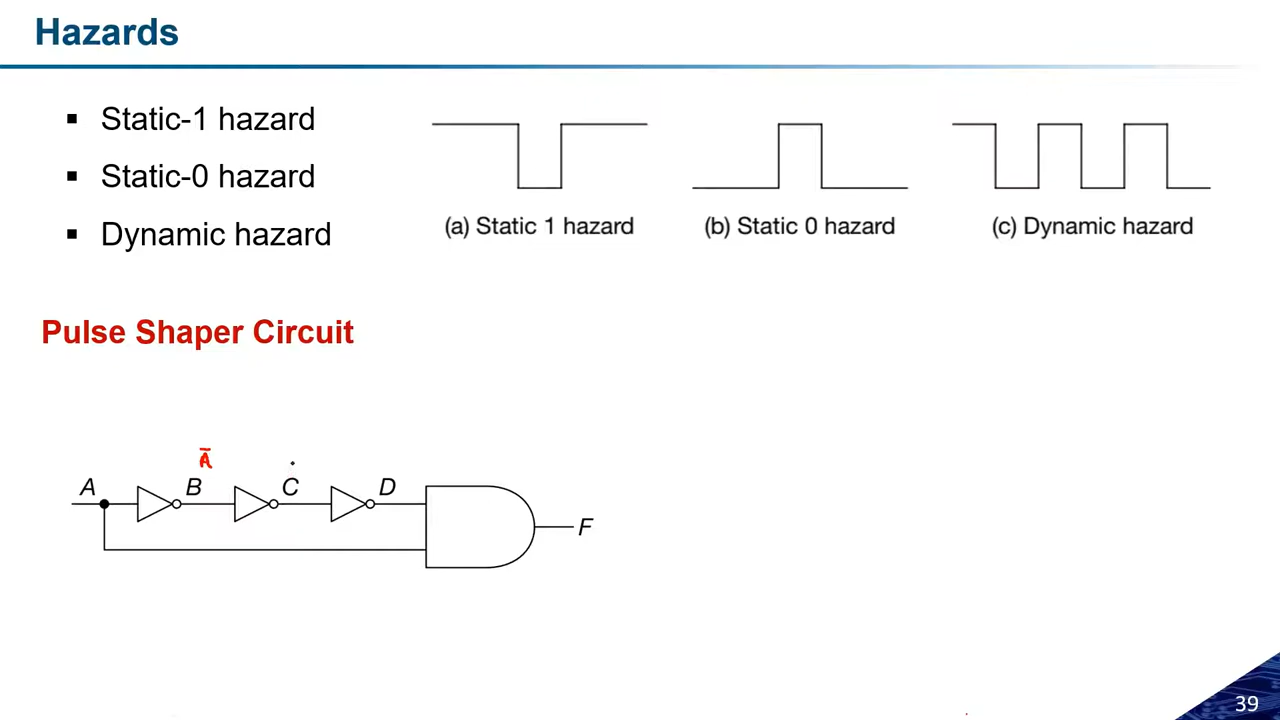 Hazards
▪ Static-1 hazard
▪ Static-0 hazard
▪ Dynamic hazard
(a) Static 1 hazard
(b) Static 0 hazard
(c) Dynamic hazard
Pulse Shaper Circuit
Ā
A B C D
F
39